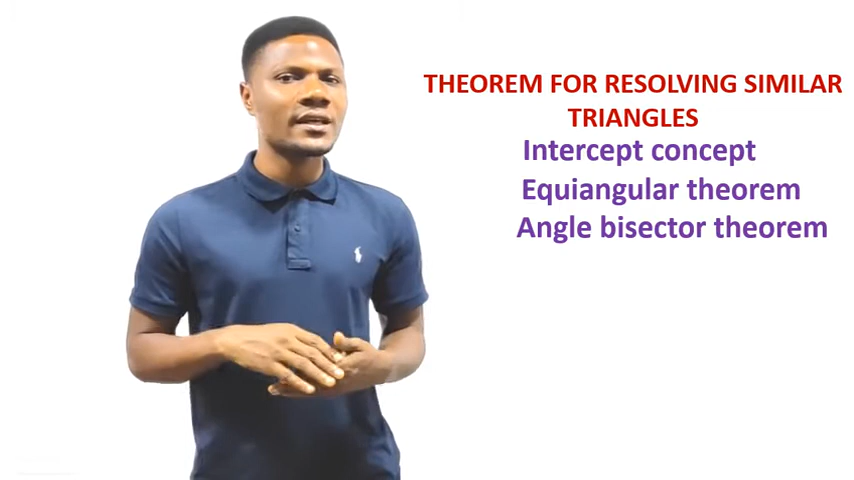 THEOREM FOR RESOLVING SIMILAR
TRIANGLES
Intercept concept
Equiangular theorem
Angle bisector theorem